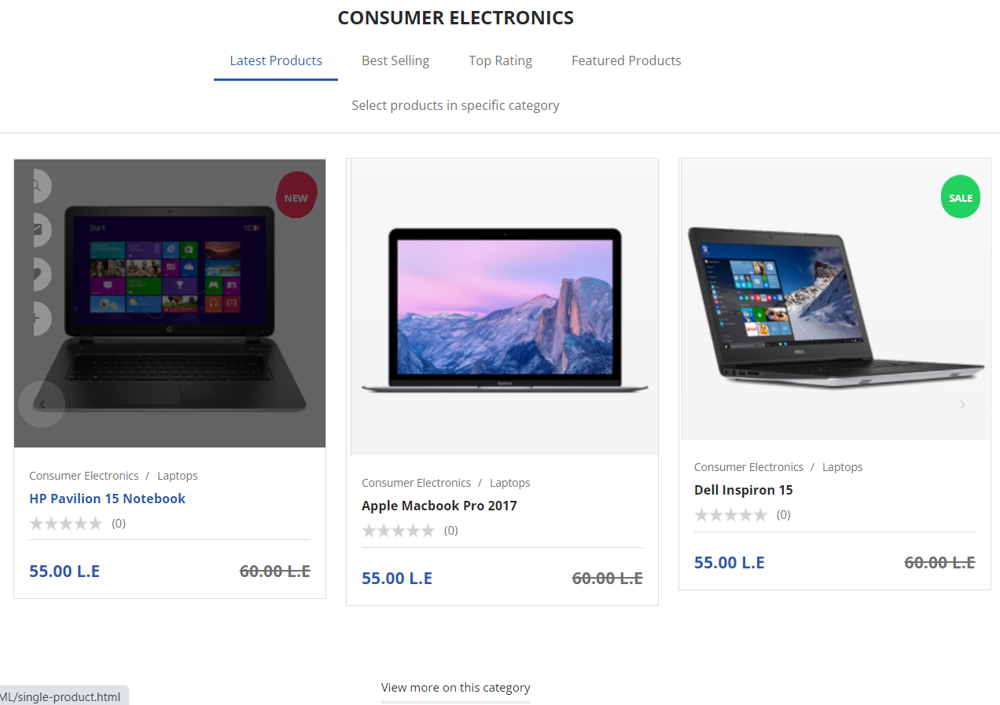 CONSUMER ELECTRONICS
Latest Products Best Selling Top Rating Featured Products
Select products in specific category
NEW
Start
SALE
MacBook
DELL
Consumer Electronics / Laptops
HP Pavilion 15 Notebook
(0)
55.00 L.E 60.00 L.E
Consumer Electronics / Laptops
Apple Macbook Pro 2017
(0)
55.00 L.E 60.00 L.E
Consumer Electronics / Laptops
Dell Inspiron 15
(0)
55.00 L.E 60.00 L.E
View more on this category
ML/single-product.html